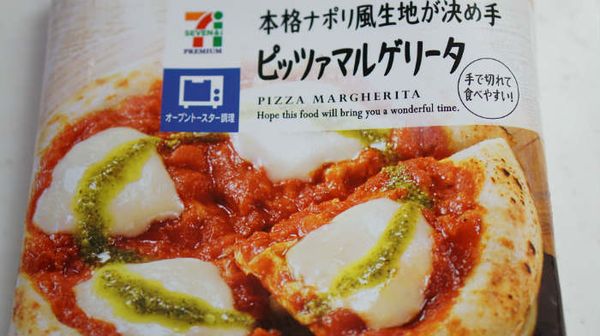 本格ナポリ風生地が決め手
7
SEVEN&i
PREMIUM
ピッツァマルゲリータ
手で切れて
食べやすい!
PIZZA MARGHERITA
Hope this food will bring you a wonderful time.
オーブントースター調理